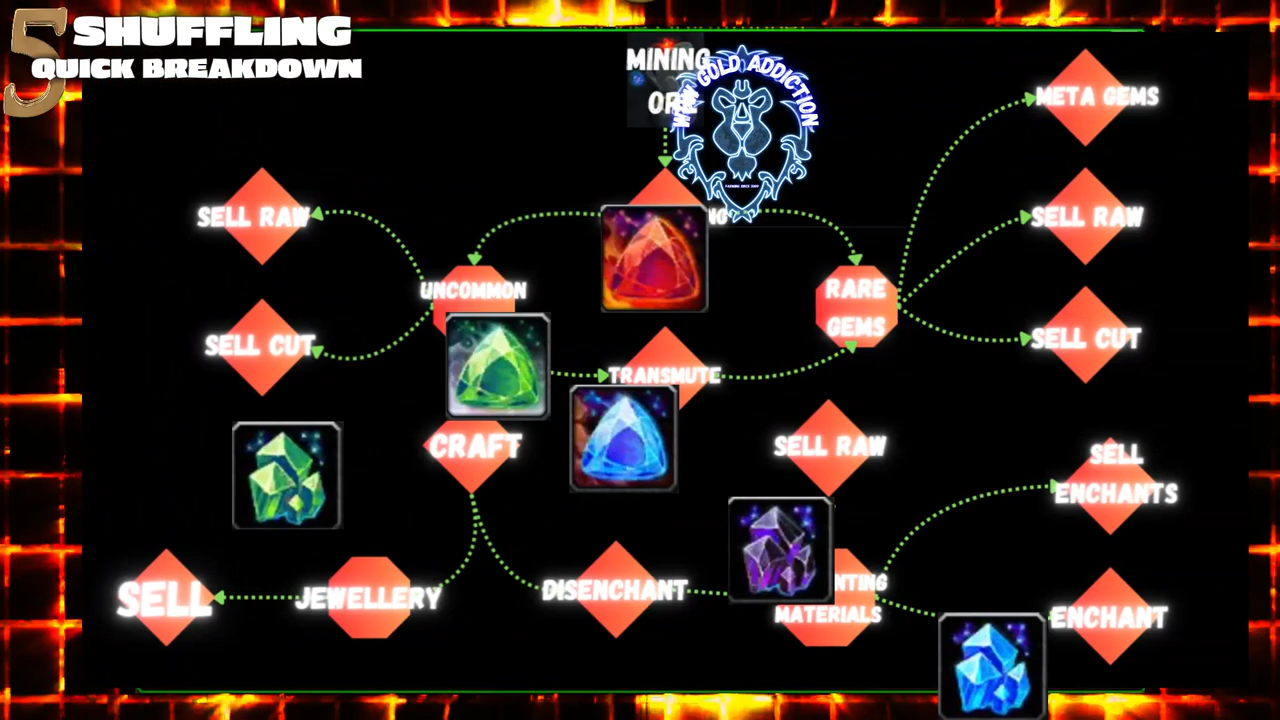 5
SHUFFLING
QUICK BREAKDOWN
MINING
WOW GOLD ADDICTION
META GEMS
SELL RAW
SELL RAW
UNCOMMON
RARE
GEMS
SELL CUT
SELL CUT
TRANSMUTE
CRAFT
SELL RAW
SELL
ENCHANTS
SELL
JEWELLERY
DISENCHANT
MATERIALS
ENCHANT